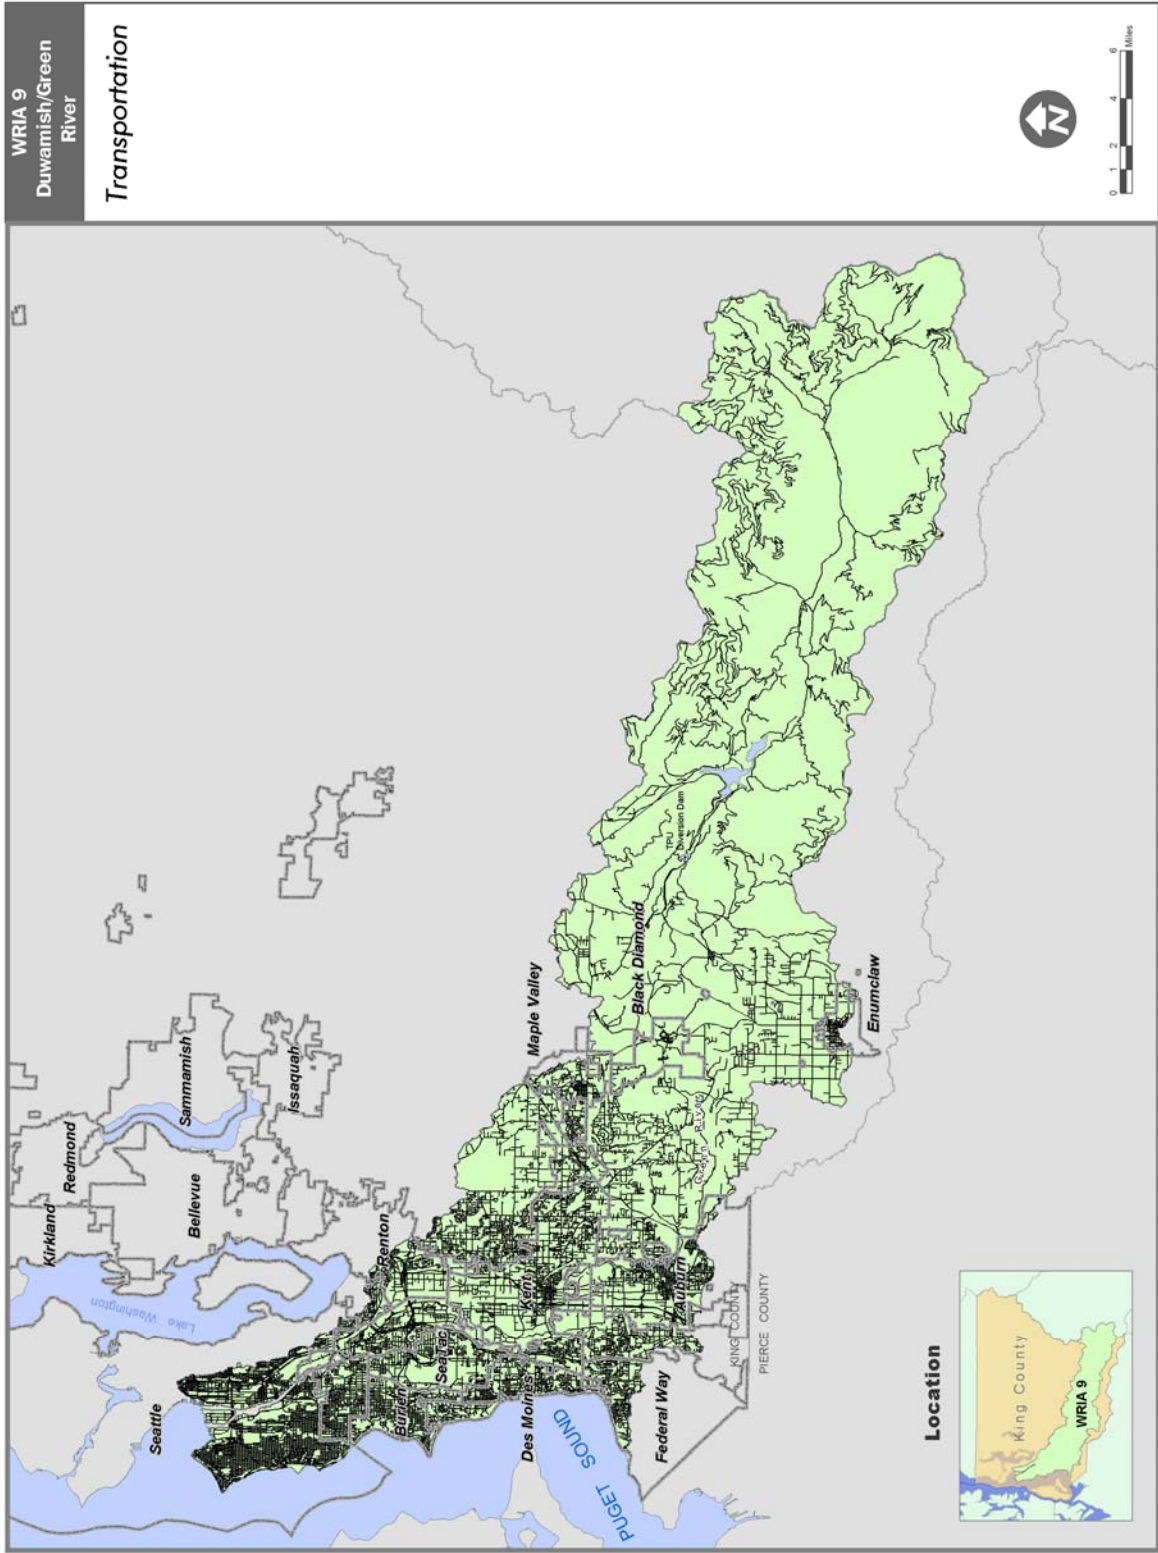 WRIA 9
Duwamish/Green
River
Transportation
N
0 1 2 4 6
Miles
Kirkland
Redmond
Sammamish
Lake Washington
Bellevue
Issaquah
Seattle
Renton
Maple Valley
Burien
SeaTac
Kent
Black Diamond
TPU
Diversion Dam
Des Moines
Green River
Enumclaw
PUGET SOUND
Federal Way
Auburn
KING COUNTY
PIERCE COUNTY
Location
King County
WRIA 9